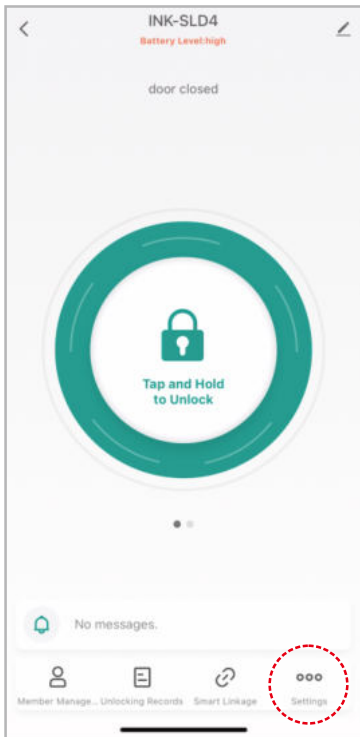 INK-SLD4
Battery Level:high
door closed
Tap and Hold
to Unlock
No messages.
Member Manage... Unlocking Records Smart Linkage Settings